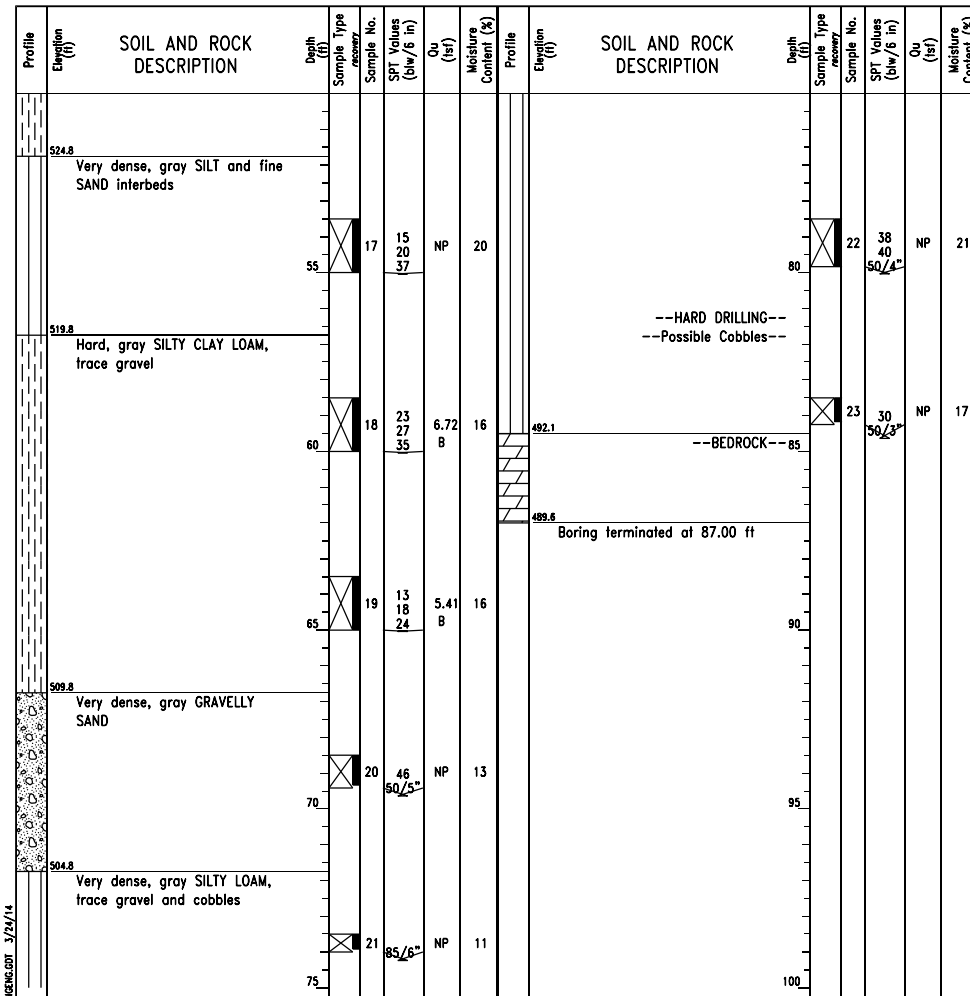 Profile
Elevation (ft)
SOIL AND ROCK
DESCRIPTION
Depth (ft)
Sample Type
recovery
Sample No.
SPT Values
(blw/6 in)
Qu
(tsf)
Moisture
Content (%)
Profile
Elevation (ft)
SOIL AND ROCK
DESCRIPTION
Depth (ft)
Sample Type
recovery
Sample No.
SPT Values
(blw/6 in)
Qu
(tsf)
Moisture
Content (%)
524.8
Very dense, gray SILT and fine
SAND interbeds
17 15 NP 20
20
55 37
519.8
Hard, gray SILTY CLAY LOAM,
trace gravel
18 23 6.72 16
27 B
60 35
19 13 5.41 16
18 B
65 24
509.8
Very dense, gray GRAVELLY
SAND
20 46 NP 13
50/5"
70
504.8
Very dense, gray SILTY LOAM,
trace gravel and cobbles
21 85/6" NP 11
75
22 38 NP 21
40
80 50/4"
--HARD DRILLING--
--Possible Cobbles--
23 30 NP 17
50/3"
492.1
--BEDROCK-- 85
489.6
Boring terminated at 87.00 ft
90
95
100
NGENG.GDT 3/24/14